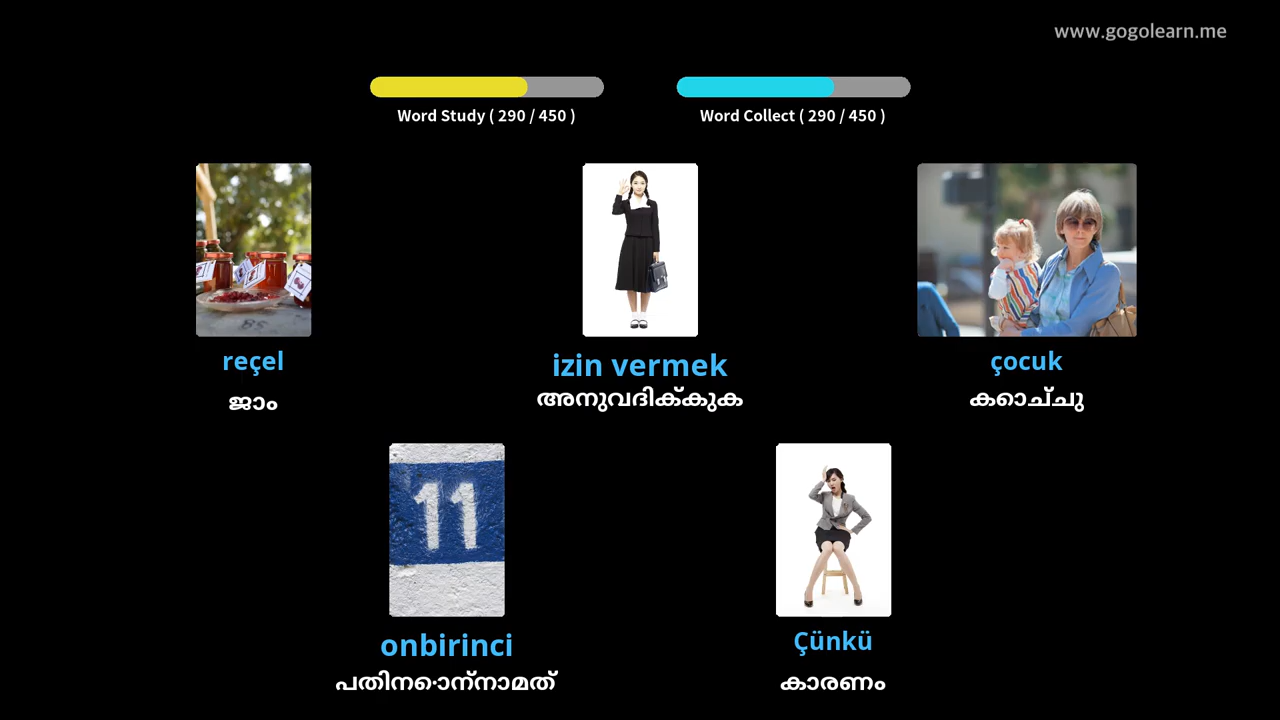 www.gogolearn.me
Word Study ( 290 / 450 )
Word Collect ( 290 / 450 )
reçel
ജാം
izin vermek
അനുവദിക്കുക
çocuk
കൊച്ചു
11
onbirinci
പതിനൊന്നാമത്
Çünkü
കാരണം